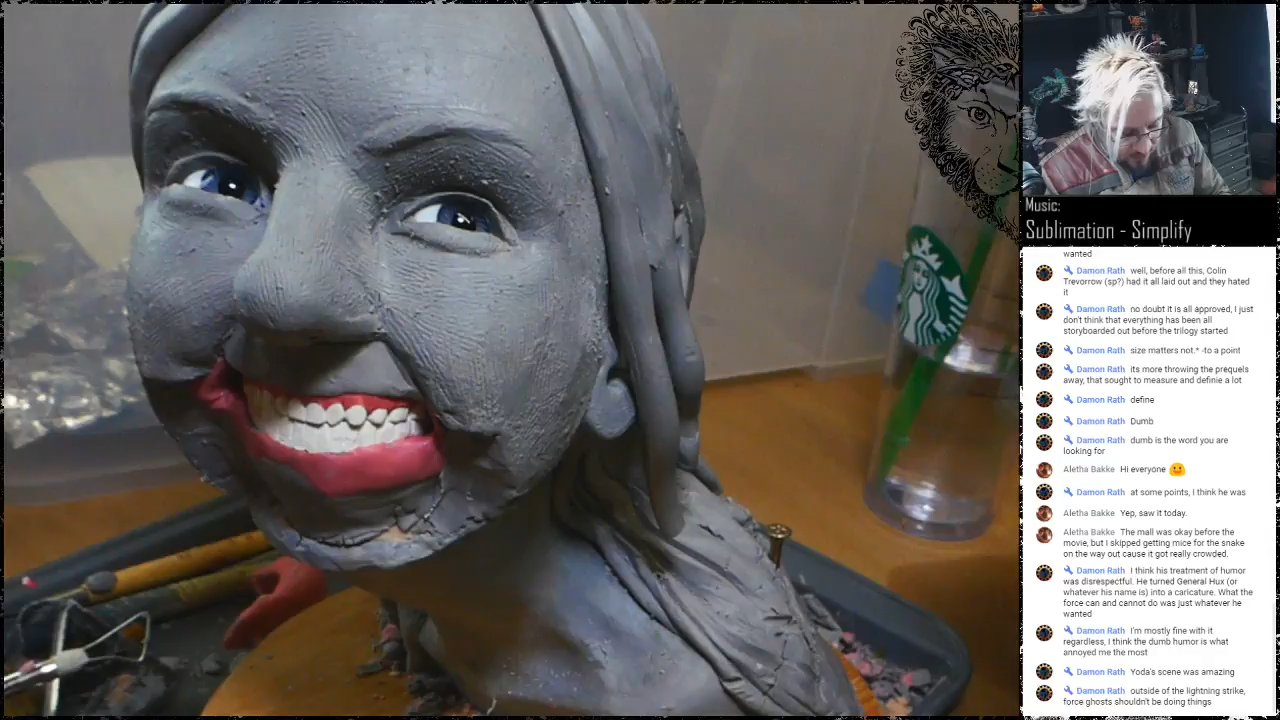 Music:
Sublimation - Simplify
wanted
Damon Rath well, before all this, Colin
Trevorrow (sp?) had it all laid out and they hated
it
Damon Rath no doubt it is all approved, I just
don't think that everything has been all
storyboarded out before the trilogy started
Damon Rath size matters not.* -to a point
Damon Rath its more throwing the prequels
away, that sought to measure and definie a lot
Damon Rath define
Damon Rath Dumb
Damon Rath dumb is the word you are
looking for
Aletha Bakke Hi everyone
Damon Rath at some points, I think he was
Aletha Bakke Yep, saw it today.
Aletha Bakke The mall was okay before the
movie, but I skipped getting mice for the snake
on the way out cause it got really crowded.
Damon Rath I think his treatment of humor
was disrespectful. He turned General Hux (or
whatever his name is) into a caricature. What the
force can and cannot do was just whatever he
wanted
Damon Rath I'm mostly fine with it
regardless, I think the dumb humor is what
annoyed me the most
Damon Rath Yoda's scene was amazing
Damon Rath outside of the lightning strike,
force ghosts shouldn't be doing things